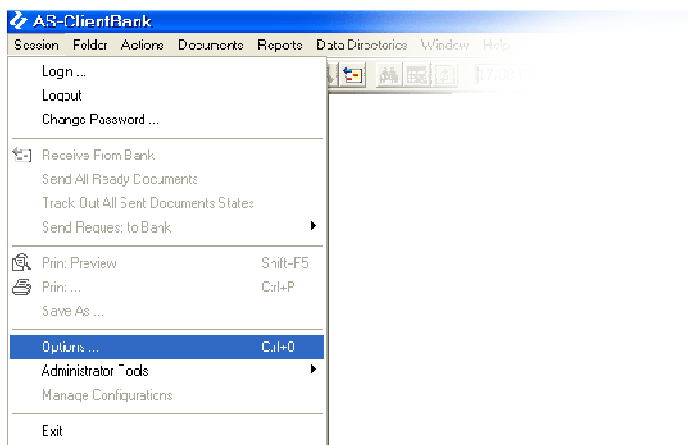 AS-ClientBank
Session Folder Actions Documents Reports Data Directories Window Help
Login ...
Logout
Change Password ...
Receive From Bank
Send All Ready Documents
Track Out All Sent Documents States
Send Request to Bank
Print Preview Shift-F5
Print ... Ctrl+P
Save As ...
Options ... Ctrl+O
Administrator Tools
Manage Configurations
Exit